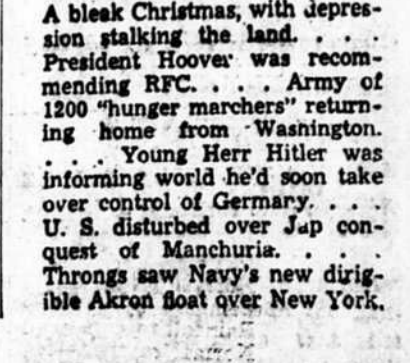 A bleak Christmas, with depres-
sion stalking the land. . . .
President Hoover was recom-
mending RFC. . . . Army of
1200 "hunger marchers" return-
ing home from Washington.
. . . Young Herr Hitler was
informing world he'd soon take
over control of Germany. . . .
U. S. disturbed over Jap con-
quest of Manchuria. . . .
Throngs saw Navy's new dirig-
ible Akron float over New York.